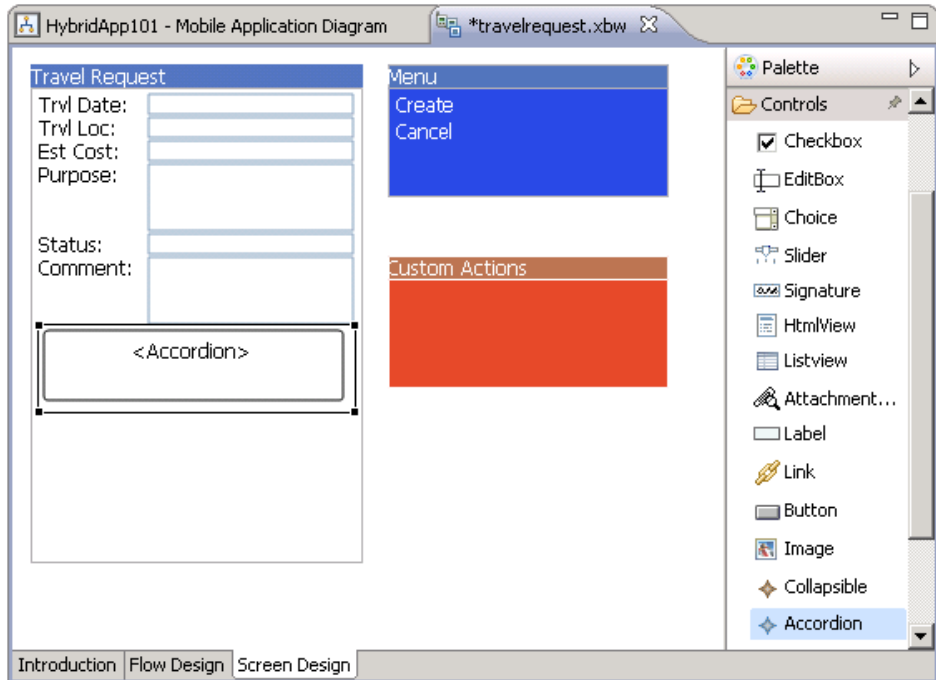 HybridApp101 - Mobile Application Diagram
*travelrequest.xbw
Travel Request
Trvl Date:
Trvl Loc:
Est Cost:
Purpose:
Status:
Comment:
<Accordion>
Menu
Create
Cancel
Custom Actions
Palette
Controls
Checkbox
EditBox
Choice
Slider
Signature
HtmlView
Listview
Attachment...
Label
Link
Button
Image
Collapsible
Accordion
Introduction Flow Design Screen Design